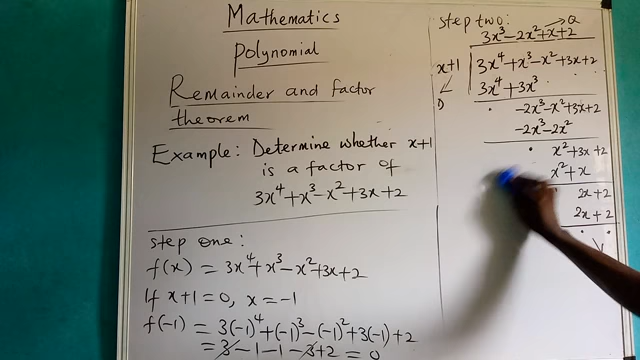 Mathematics
Polynomial
Remainder and factor
theorem
Example: Determine whether x+1
is a factor of
3x⁴+x³-x²+3x+2
step one:
f(x) = 3x⁴+x³-x²+3x+2
If x+1=0, x=-1
f(-1) = 3(-1)⁴+(-1)³-(-1)²+3(-1)+2
= 3-1-1-3+2 = 0
step two:
→Q
3x³-2x²+x+2
x+1 3x⁴+x³-x²+3x+2
D 3x⁴+3x³
-2x³-x²+3x+2
-2x³-2x²
x²+3x+2
x²+x
2x+2
2x+2